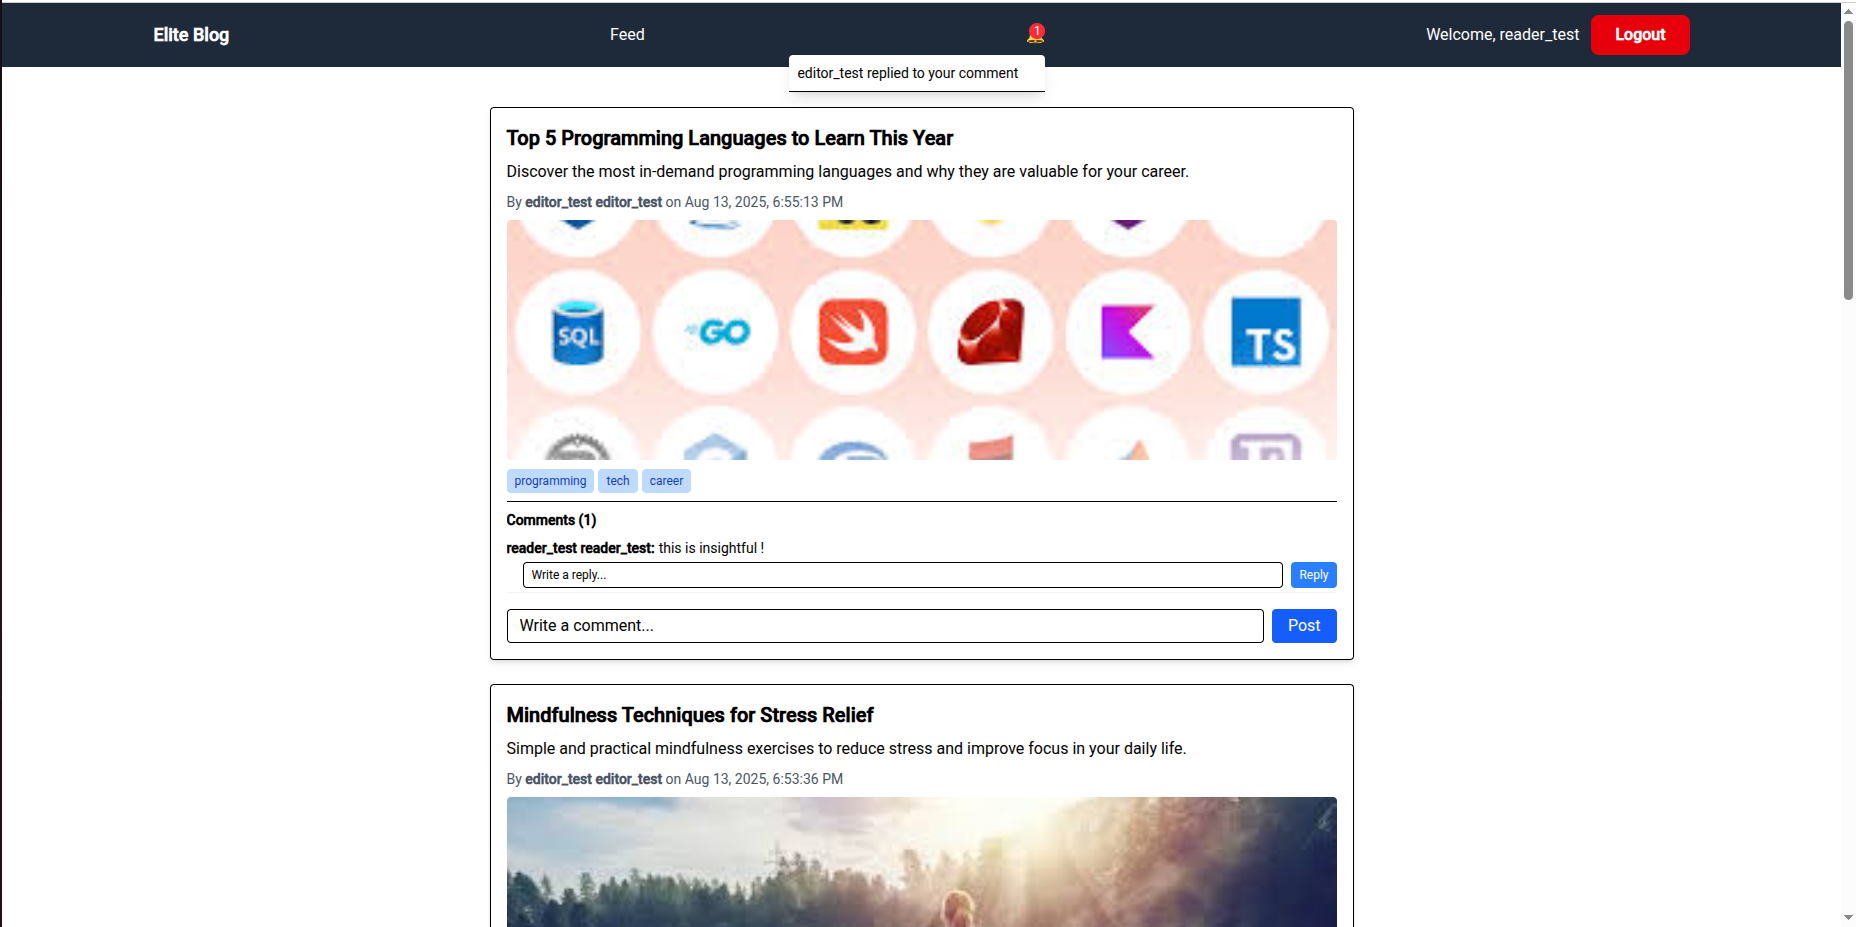 Elite Blog
Feed
1
Welcome, reader_test
Logout
editor_test replied to your comment
Top 5 Programming Languages to Learn This Year
Discover the most in-demand programming languages and why they are valuable for your career.
By editor_test editor_test on Aug 13, 2025, 6:55:13 PM
SQL
GO
TS
programming
tech
career
Comments (1)
reader_test reader_test: this is insightful !
Write a reply...
Reply
Write a comment...
Post
Mindfulness Techniques for Stress Relief
Simple and practical mindfulness exercises to reduce stress and improve focus in your daily life.
By editor_test editor_test on Aug 13, 2025, 6:53:36 PM